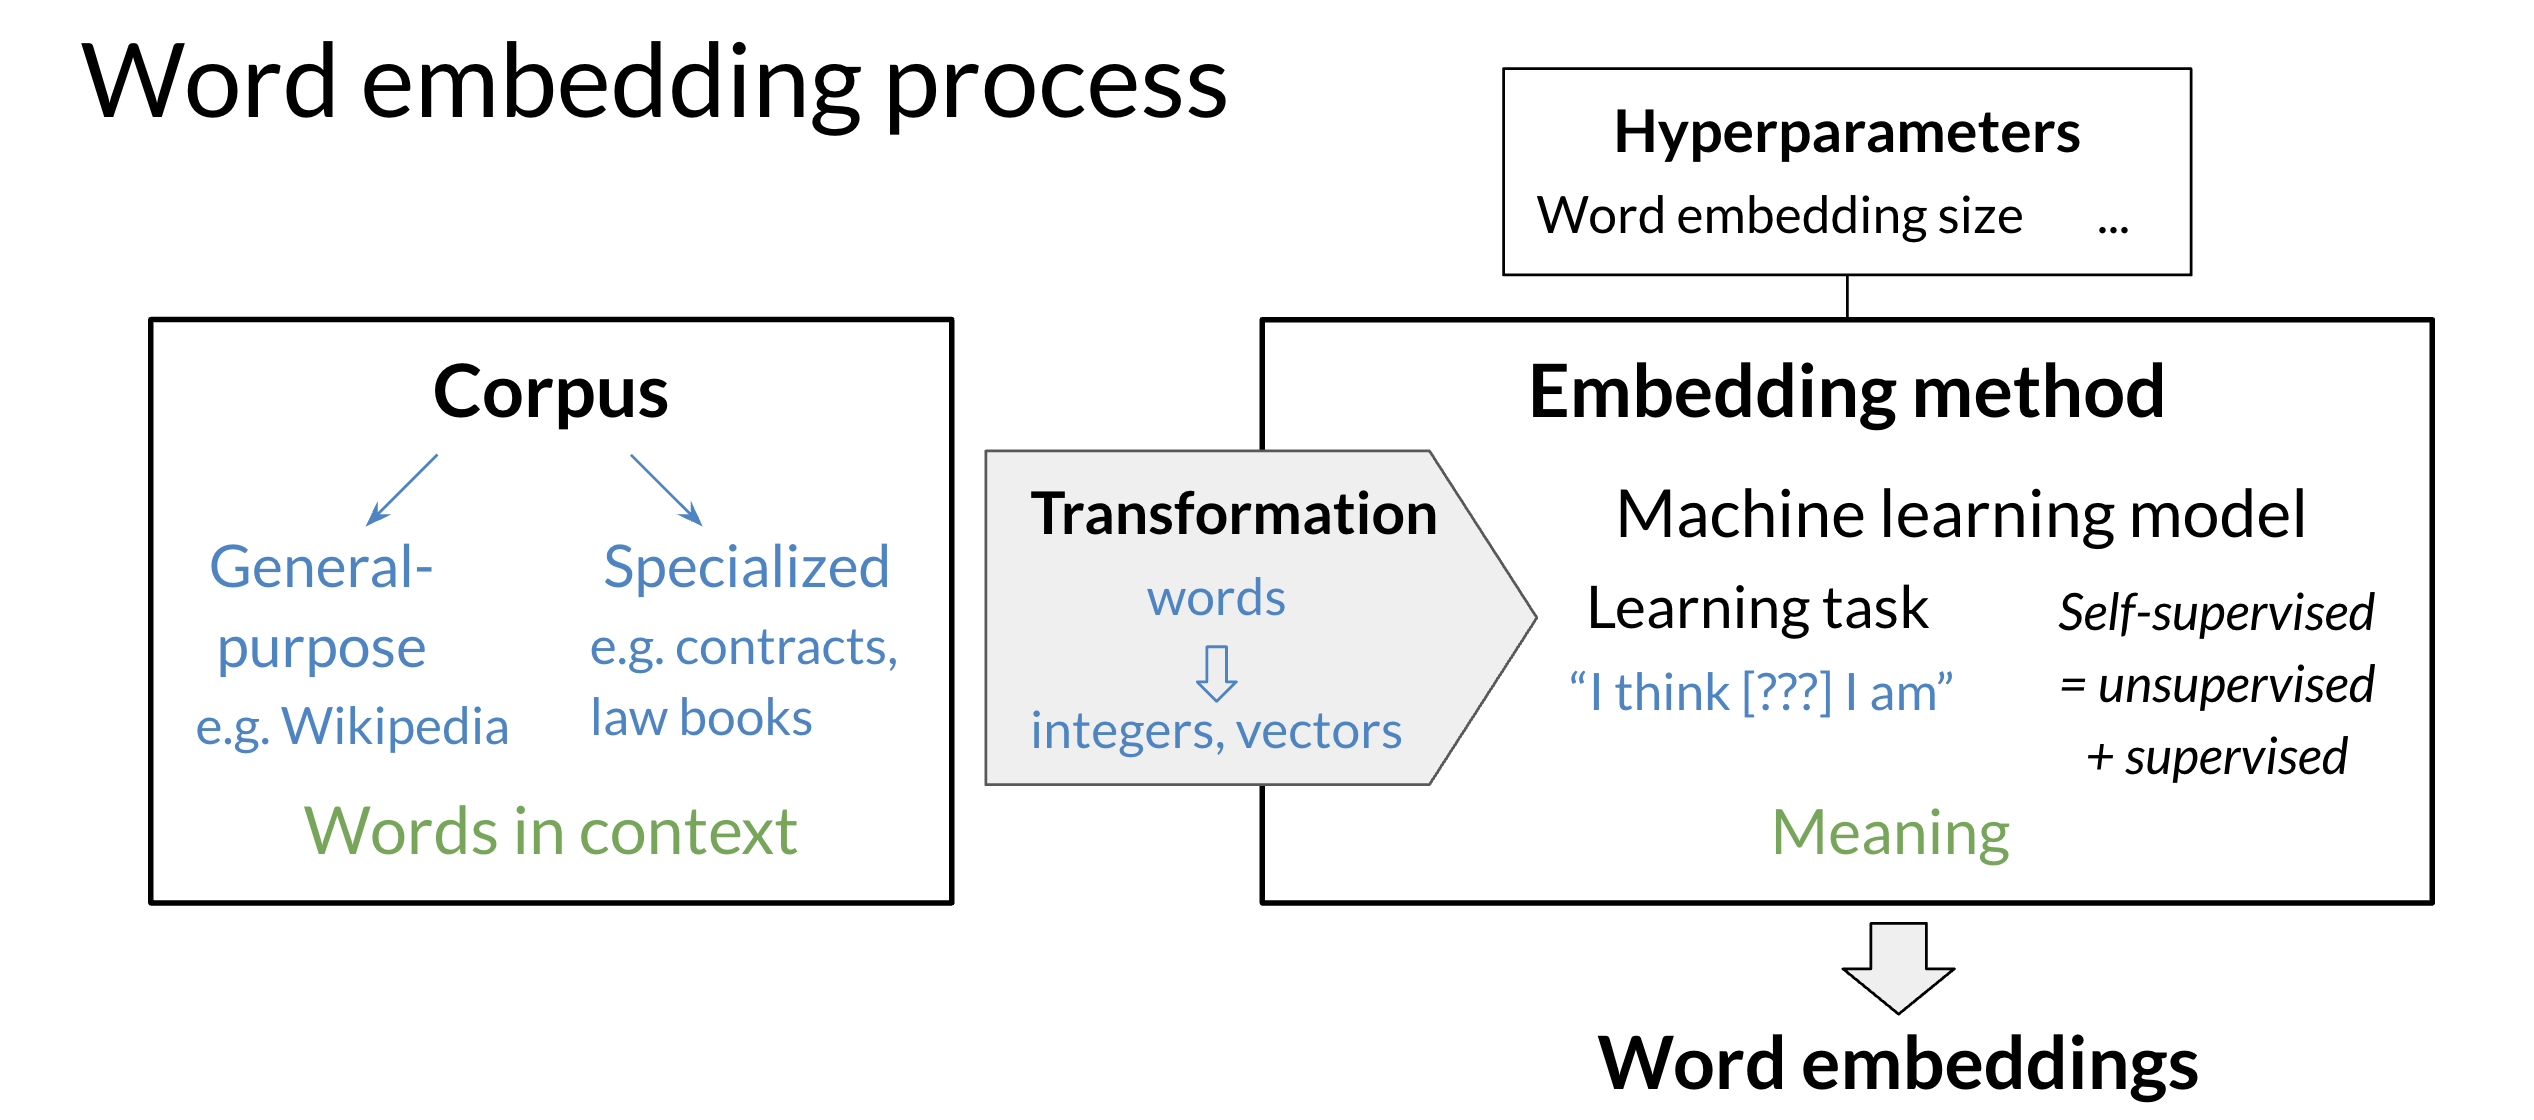 Word embedding process
Hyperparameters
Word embedding size ...
Corpus
General-
purpose
e.g. Wikipedia
Specialized
e.g. contracts,
law books
Words in context
Transformation
words
integers, vectors
Embedding method
Machine learning model
Learning task
“I think [???] I am”
Self-supervised
= unsupervised
+ supervised
Meaning
Word embeddings